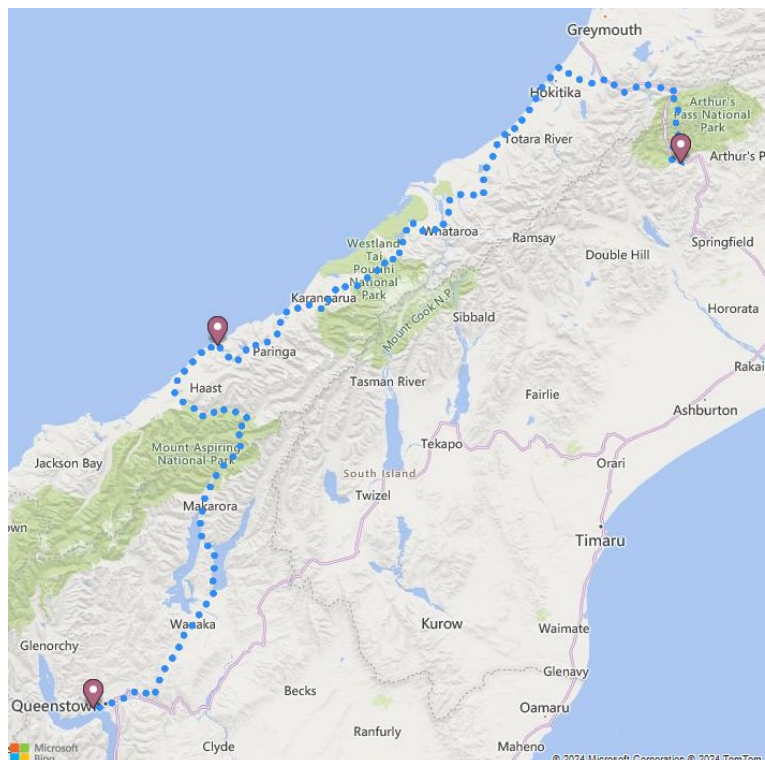 Greymouth
Hokitika
Arthur's
Pass National
Park
Totara River
Arthur's P
Whataroa
Ramsay
Westland
Tai
Poutini
National
Park
Double Hill
Springfield
Karangarua
Mount Cook N.P.
Hororata
Sibbald
Paringa
Rakai
Tasman River
Haast
Fairlie
Ashburton
Mount Aspiring
National Park
Tekapo
Jackson Bay
South Island
Orari
Twizel
Makarora
own
Timaru
Wanaka
Kurow
Waimate
Glenorchy
Glenavy
Becks
Queenstown
Oamaru
Ranfurly
Clyde
Maheno
Microsoft
Bing
© 2024 Microsoft Corporation © 2024 TomTom